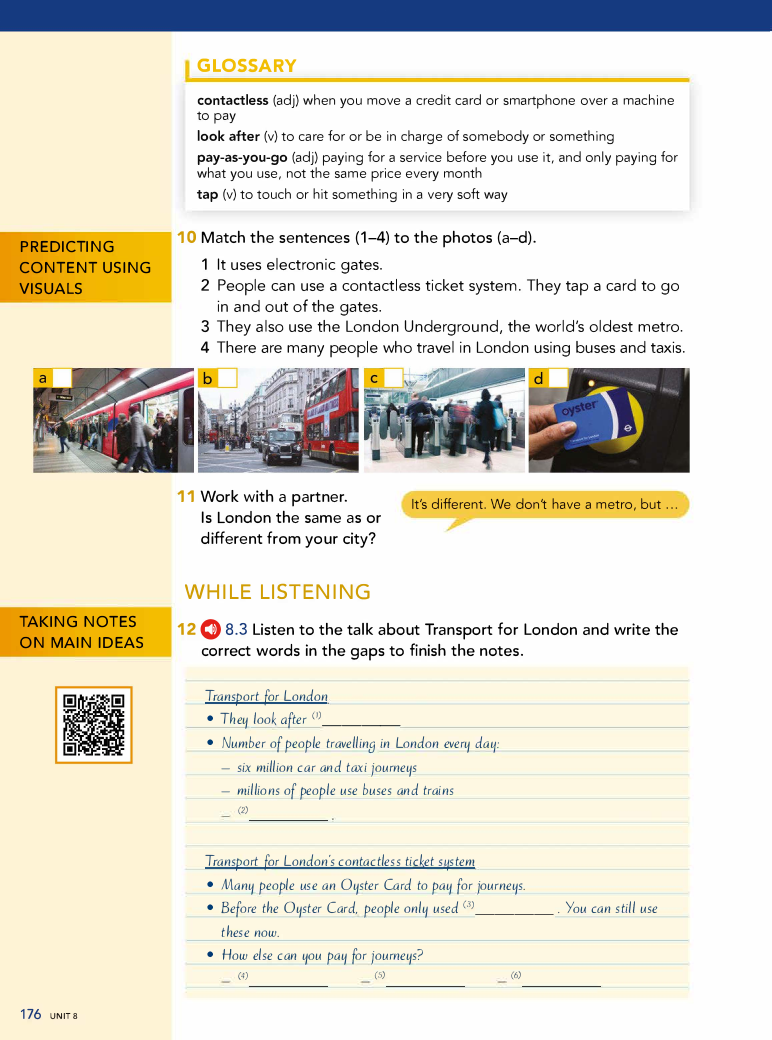 GLOSSARY
contactless (adj) when you move a credit card or smartphone over a machine
to pay
look after (v) to care for or be in charge of somebody or something
pay-as-you-go (adj) paying for a service before you use it, and only paying for
what you use, not the same price every month
tap (v) to touch or hit something in a very soft way
PREDICTING
CONTENT USING
VISUALS
10 Match the sentences (1–4) to the photos (a–d).
1 It uses electronic gates.
2 People can use a contactless ticket system. They tap a card to go
in and out of the gates.
3 They also use the London Underground, the world's oldest metro.
4 There are many people who travel in London using buses and taxis.
a
b
c
d
oyster
11 Work with a partner.
Is London the same as or
different from your city?
It's different. We don't have a metro, but …
WHILE LISTENING
TAKING NOTES
ON MAIN IDEAS
12 8.3 Listen to the talk about Transport for London and write the
correct words in the gaps to finish the notes.
Transport for London
• They look after (1)__________
• Number of people travelling in London every day:
– six million car and taxi journeys
– millions of people use buses and trains
– (2)__________ .
Transport for London's contactless ticket system
• Many people use an Oyster Card to pay for journeys.
• Before the Oyster Card, people only used (3)__________ . You can still use
these now.
• How else can you pay for journeys?
– (4)__________ – (5)__________ – (6)__________
176 UNIT 8